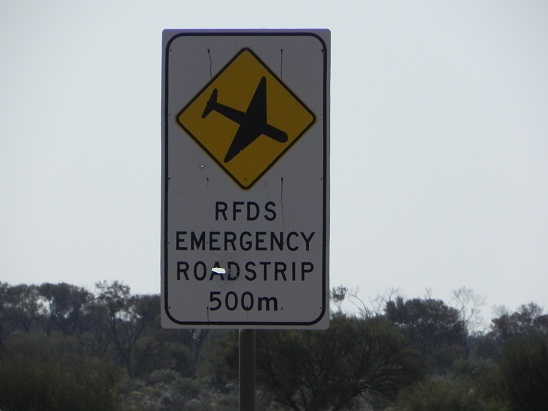 RFDS
EMERGENCY
ROADSTRIP
500m